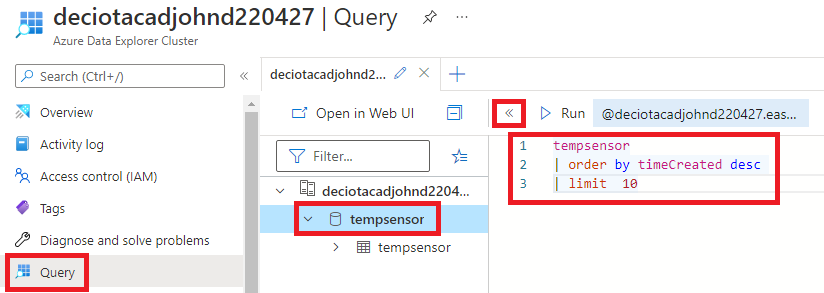 deciotacadjohnd220427 | Query
Azure Data Explorer Cluster
Search (Ctrl+/)
«
Overview
Activity log
Access control (IAM)
Tags
Diagnose and solve problems
Query
deciotacadjohnd2...
Open in Web UI
«
Run
@deciotacadjohnd220427.eas...
Filter...
deciotacadjohnd2204...
tempsensor
tempsensor
1 tempsensor
2 | order by timeCreated desc
3 | limit 10